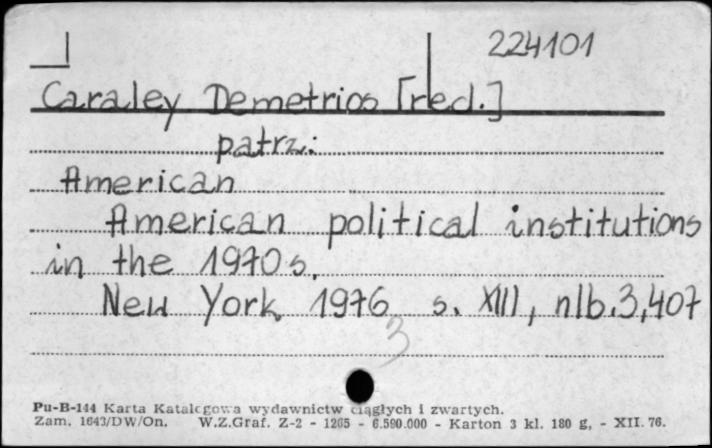 224101
Caraley Demetrios [red.]
patrz:
American
American political institutions
in the 1970s.
New York 1976 s. XIII, nlb. 3, 407
3
Pu-B-144 Karta Katalogowa wydawnictw ciągłych i zwartych.
Zam. 1643/DW/On. W.Z.Graf. Z-2 - 1265 - 6.590.000 - Karton 3 kl. 180 g, - XII. 76.